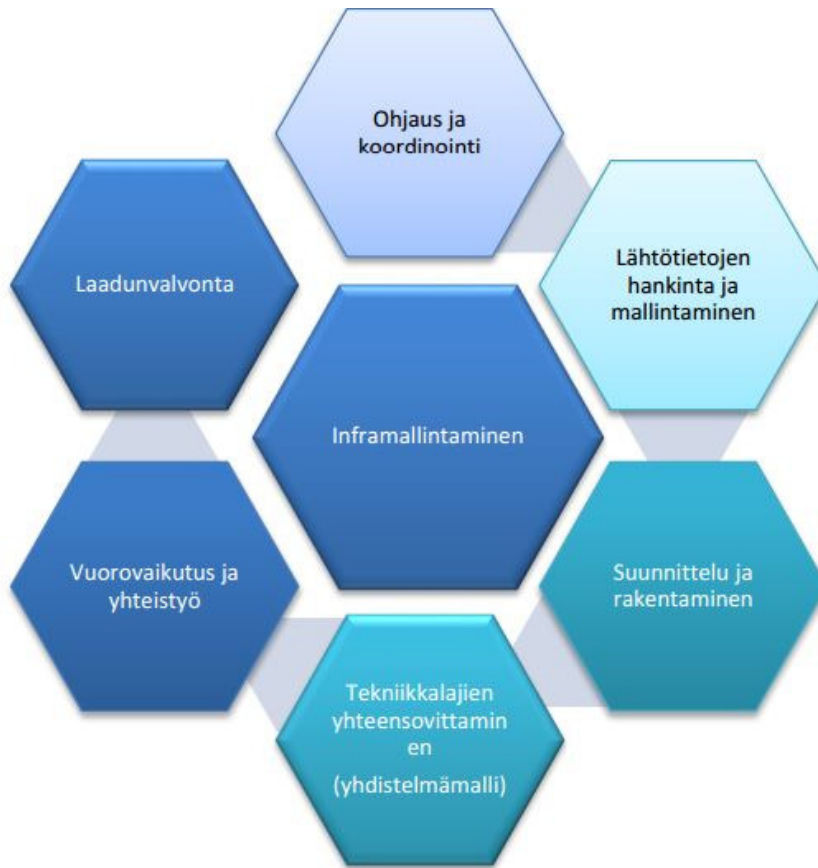 Ohjaus ja
koordinointi
Lähtötietojen
hankinta ja
mallintaminen
Suunnittelu ja
rakentaminen
Tekniikkalajien
yhteensovittamin
en
(yhdistelmämalli)
Vuorovaikutus ja
yhteistyö
Laadunvalvonta
Inframallintaminen